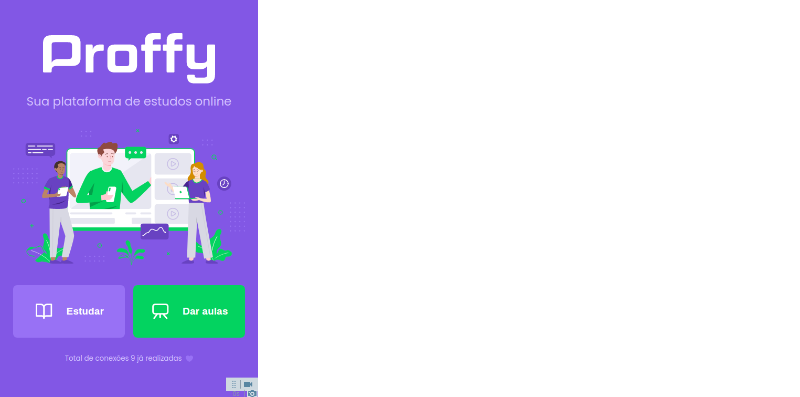 Proffy
Sua plataforma de estudos online
Estudar
Dar aulas
Total de conexões 9 já realizadas